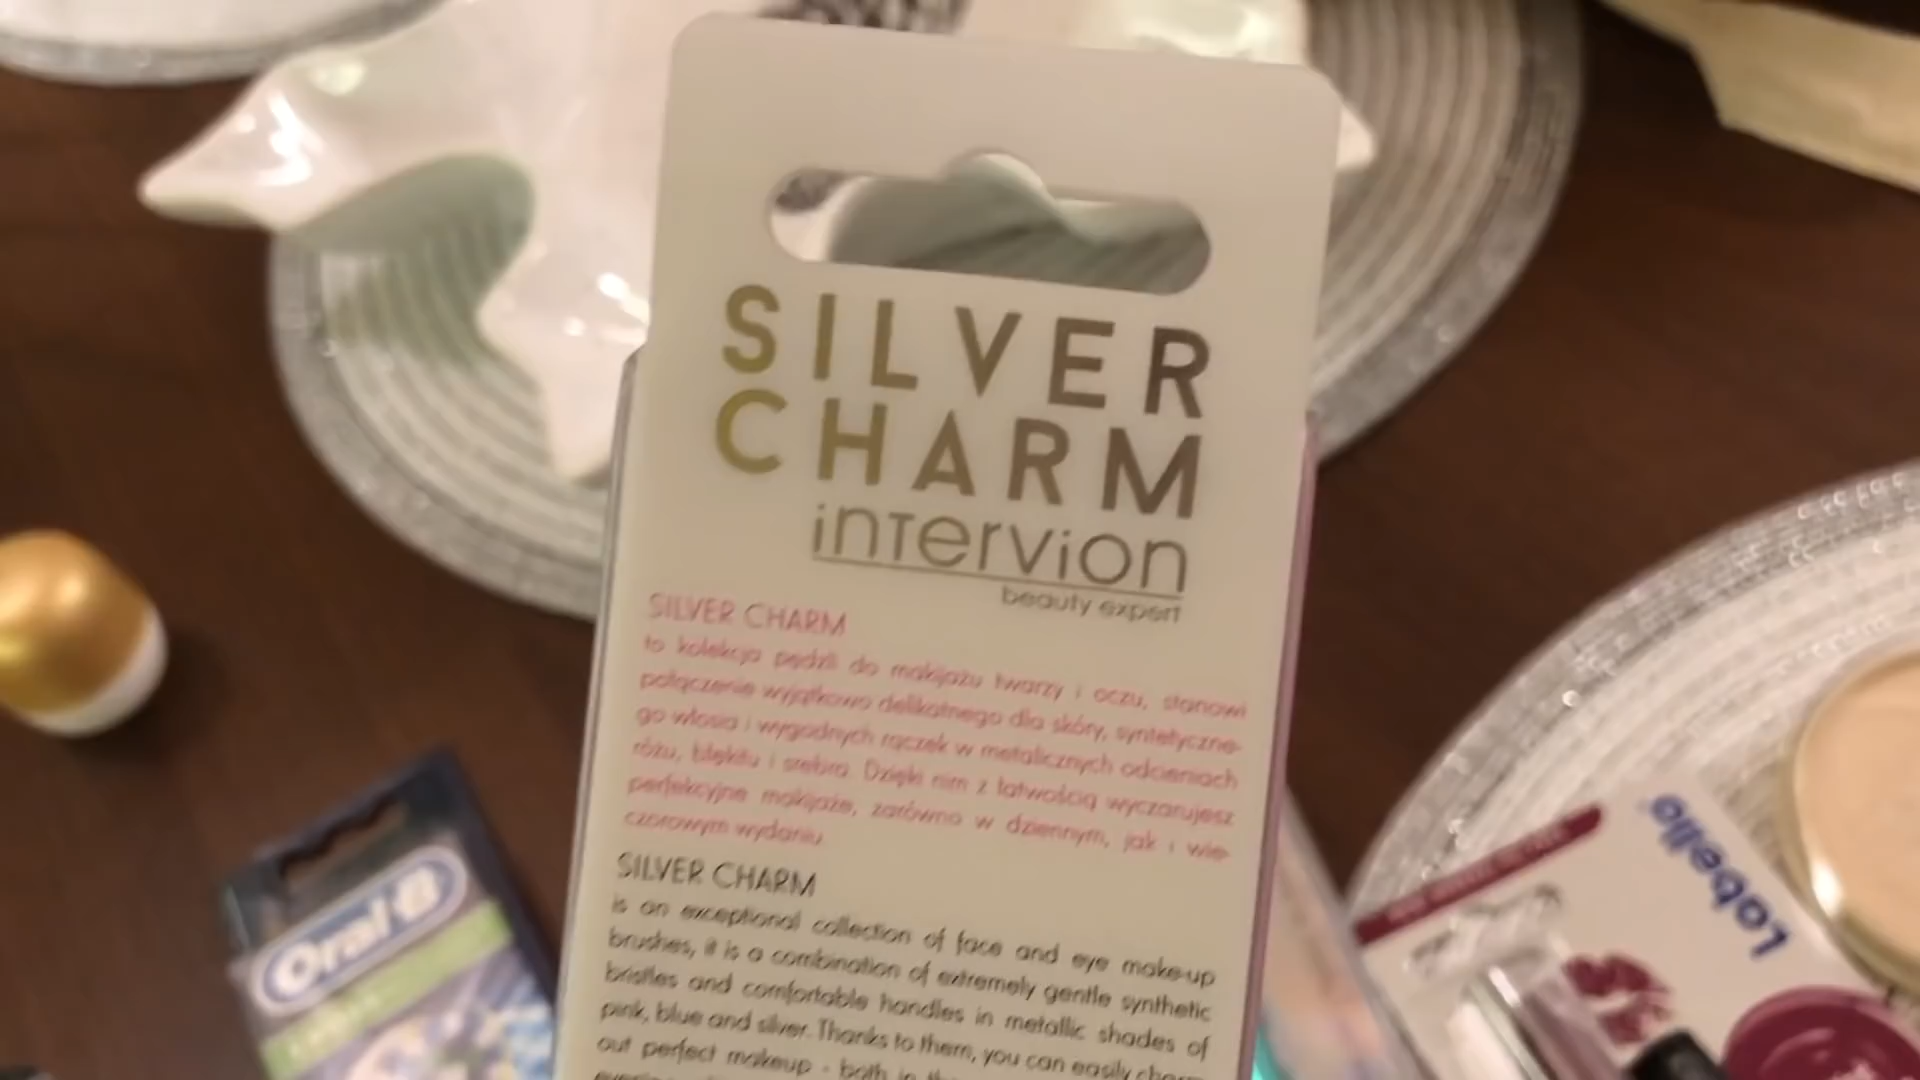 SILVER
CHARM
intervion
beauty expert
SILVER CHARM
to kolekcja pędzli do makijażu twarzy i oczu, stanowi
połączenie wyjątkowo delikatnego dla skóry, syntetyczne-
go włosia i wygodnych rączek w metalicznych odcieniach
różu, błękitu i srebra. Dzięki nim z łatwością wyczarujesz
perfekcyjne makijaże, zarówno w dziennym, jak i wie-
czorowym wydaniu.
SILVER CHARM
is an exceptional collection of face and eye make-up
brushes, it is a combination of extremely gentle synthetic
bristles and comfortable handles in metallic shades of
pink, blue and silver. Thanks to them, you can easily charm
out perfect makeup - both in
Oral B
Labello